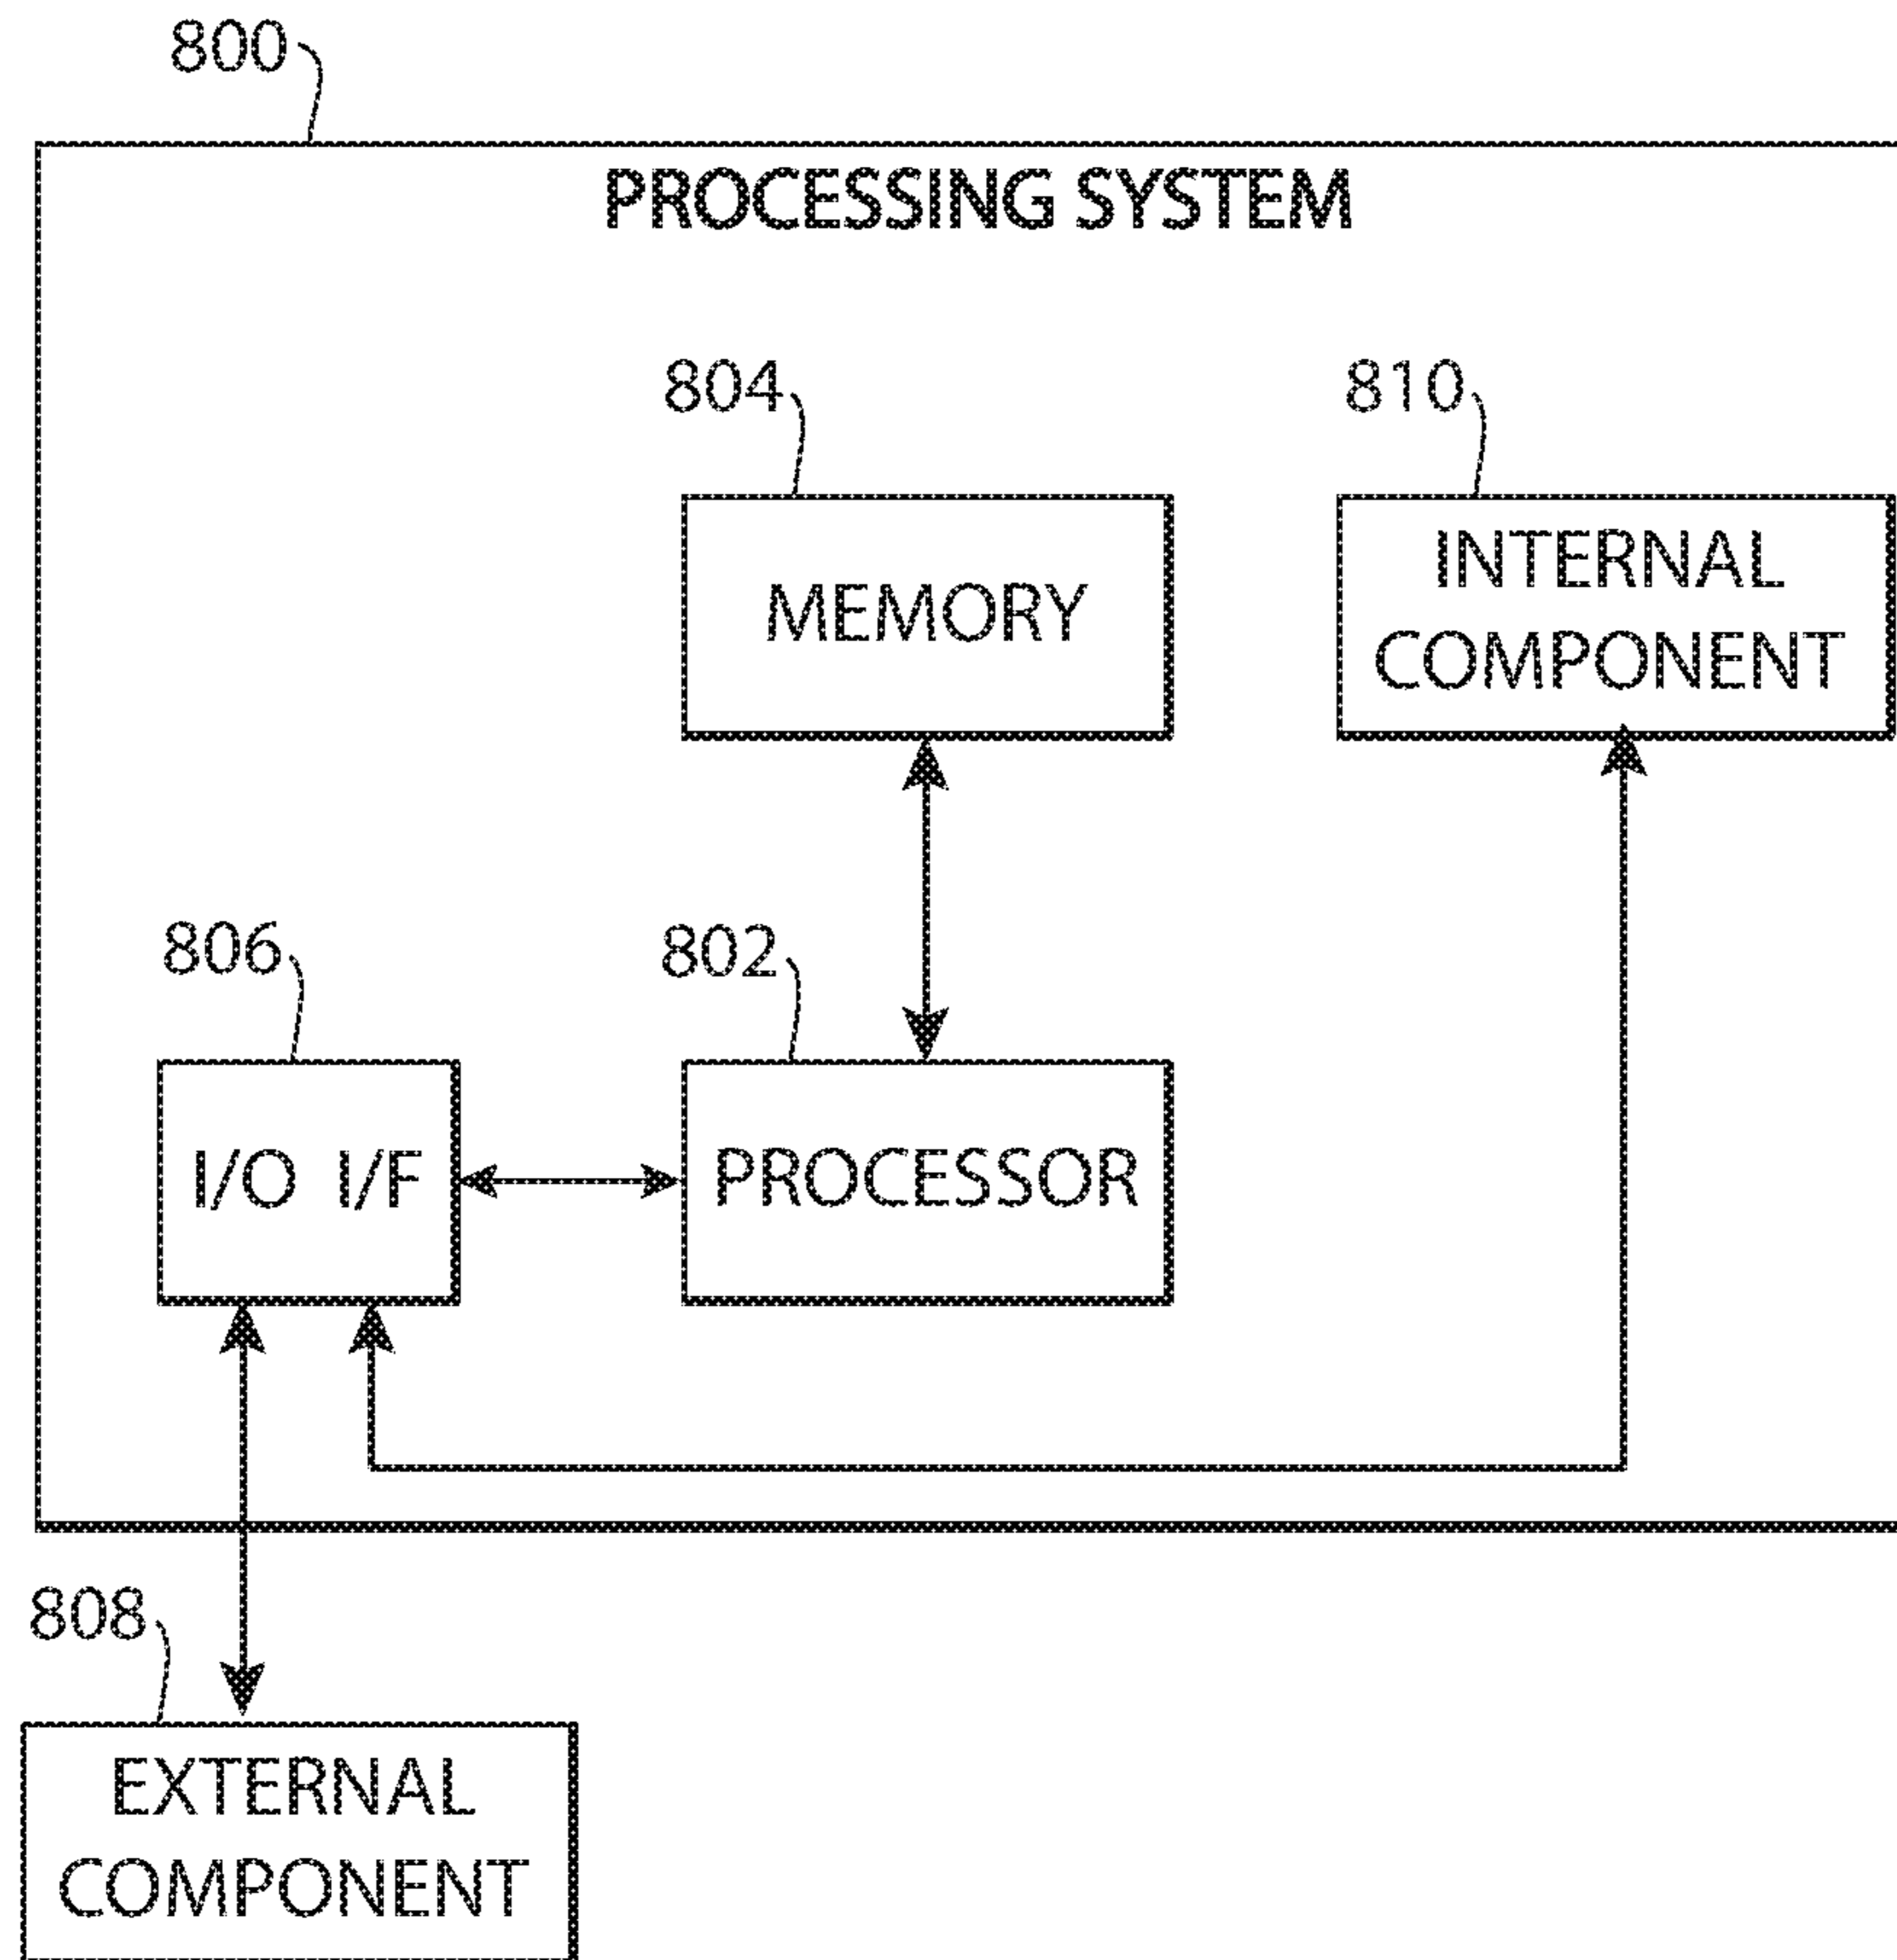 800
PROCESSING SYSTEM
804
810
MEMORY
INTERNAL
COMPONENT
806
802
I/O I/F
PROCESSOR
808
EXTERNAL
COMPONENT